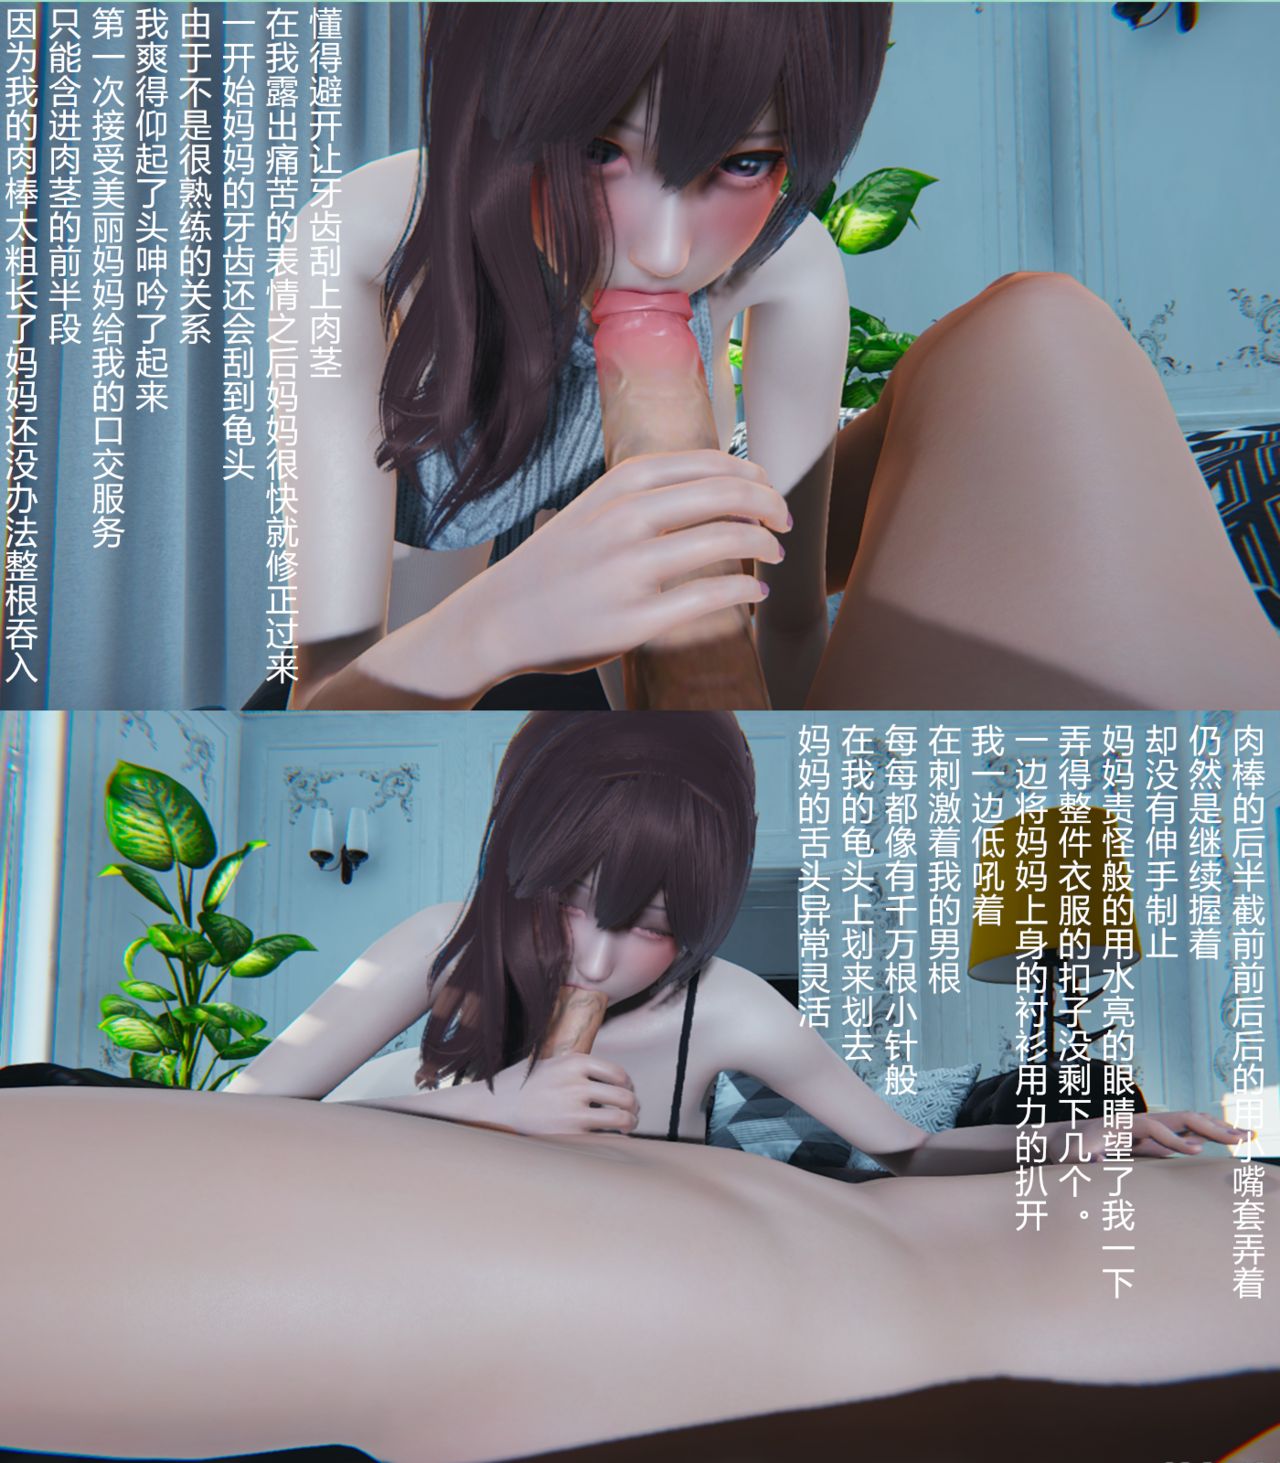 因为我的肉棒太粗长了妈妈还没办法整根吞入
只能含进肉茎的前半段
第一次接受美丽妈妈给我的口交服务
我爽得仰起了头呻吟了起来
由于不是很熟练的关系
一开始妈妈的牙齿还会刮到龟头
在我露出痛苦的表情之后妈妈很快就修正过来
懂得避开让牙齿刮上肉茎
妈妈的舌头异常灵活
在我的龟头上划来划去
每每都像有千万根小针般
在刺激着我的男根
我一边低吼着
一边将妈妈上身的衬衫用力的扒开
弄得整件衣服的扣子没剩下几个。
妈妈责怪般的用水亮的眼睛望了我一下
却没有伸手制止
仍然是继续握着
肉棒的后半截前前后后的用小嘴套弄着